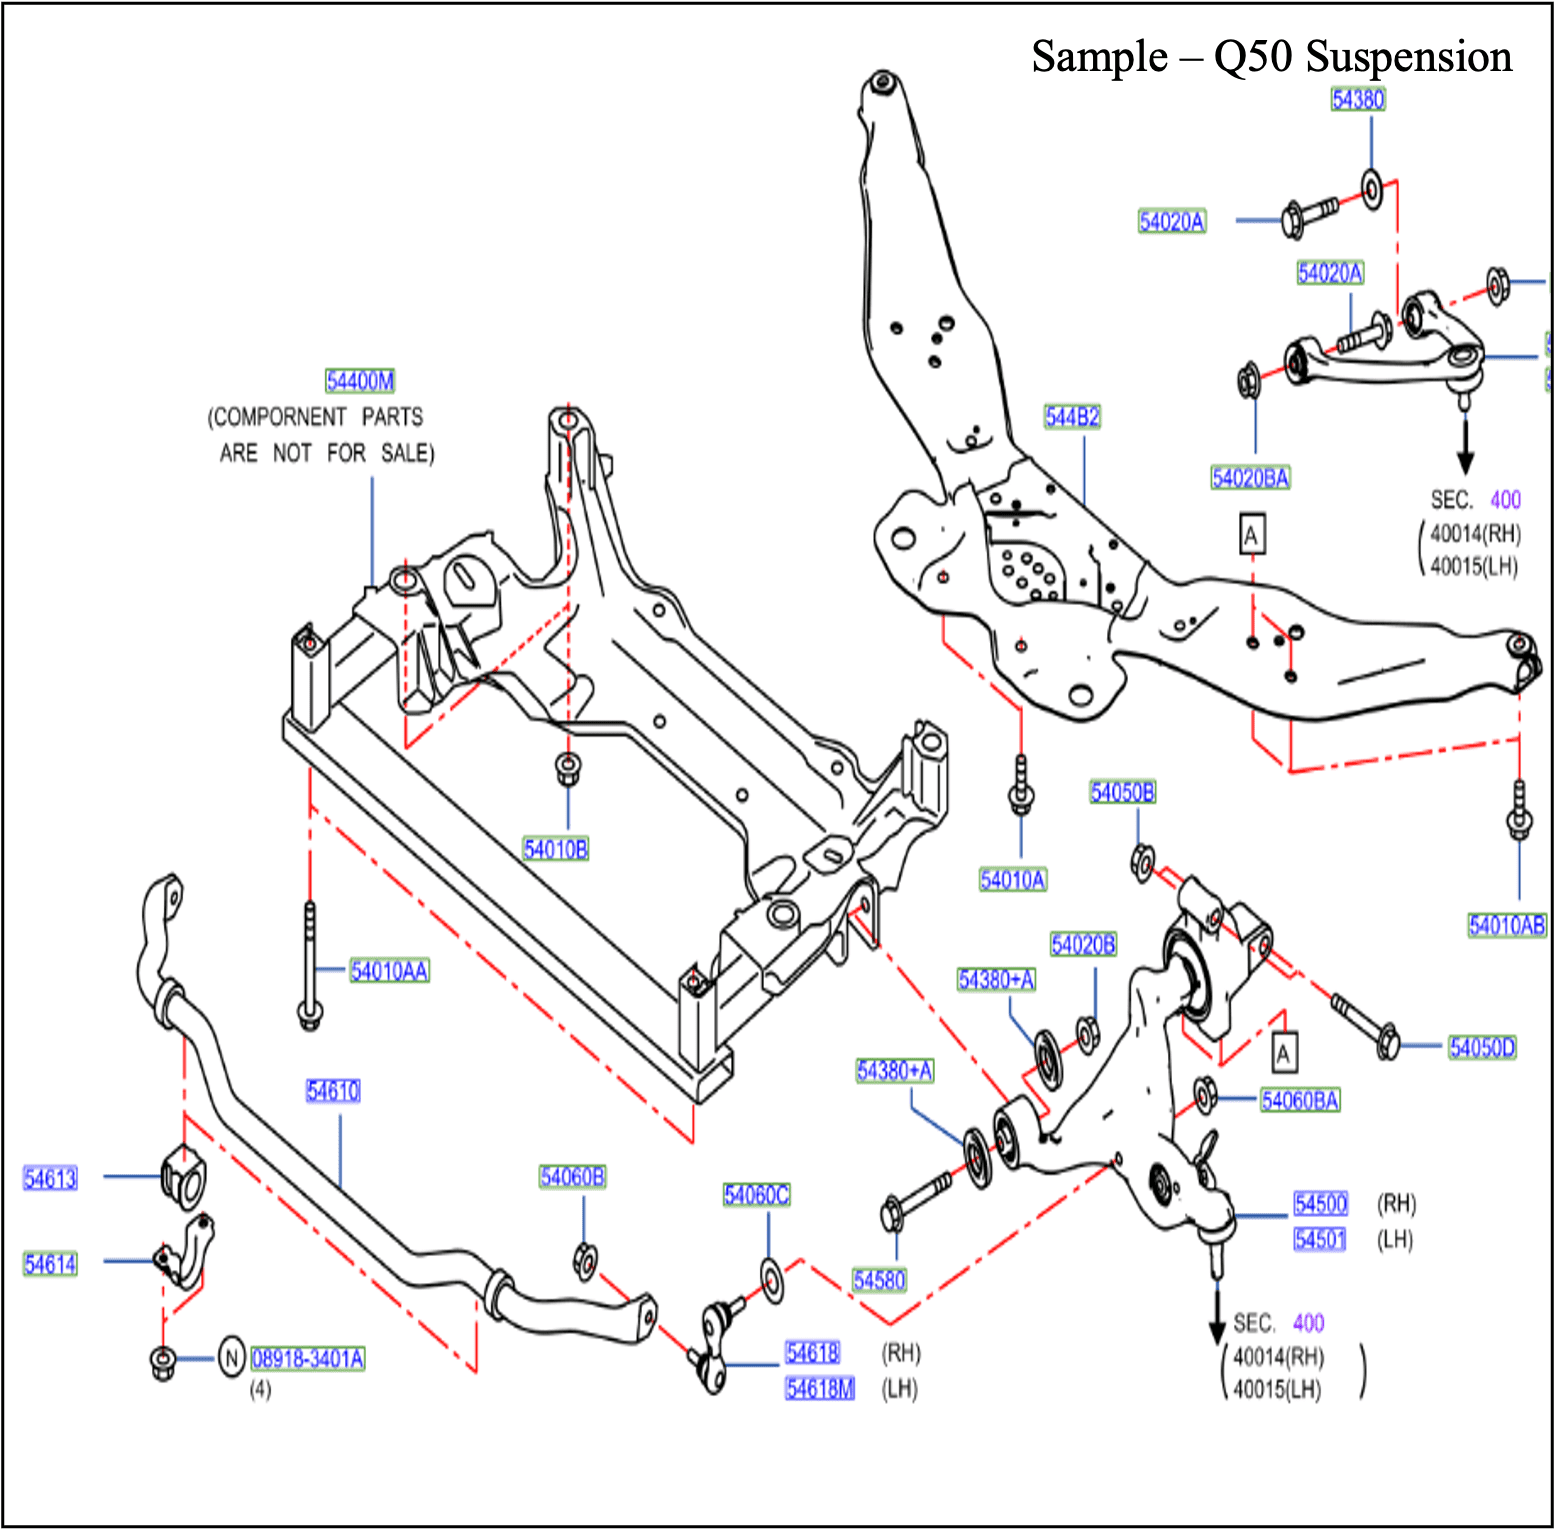 Sample – Q50 Suspension
54380
54020A
54020A
54400M
(COMPORNENT PARTS
ARE NOT FOR SALE)
544B2
54020BA
SEC. 400
40014(RH)
40015(LH)
A
54050B
54010B
54010A
54010AB
54020B
54010AA
54380+A
54050D
A
54380+A
54610
54060BA
54613
54060B
54060C
54500 (RH)
54501 (LH)
54614
54580
SEC. 400
40014(RH)
40015(LH)
N 08918-3401A
(4)
54618 (RH)
54618M (LH)